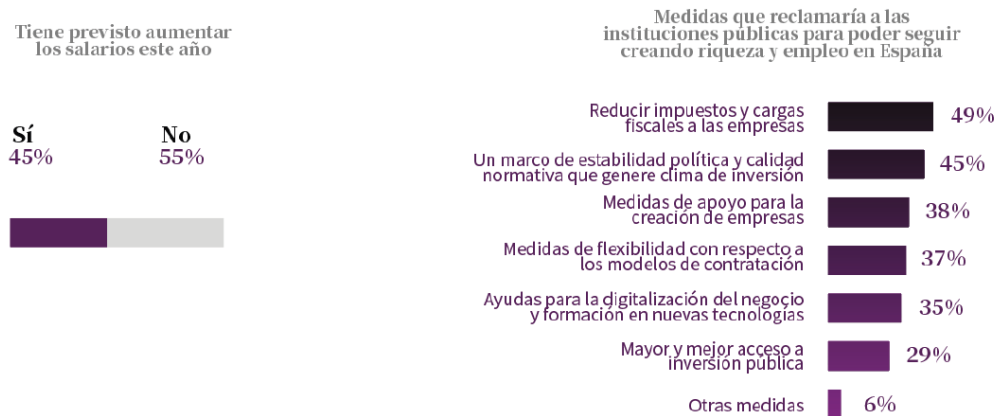 Tiene previsto aumentar
los salarios este año
Sí
45%
No
55%
Medidas que reclamaría a las
instituciones públicas para poder seguir
creando riqueza y empleo en España
Reducir impuestos y cargas
fiscales a las empresas
49%
Un marco de estabilidad política y calidad
normativa que genere clima de inversión
45%
Medidas de apoyo para la
creación de empresas
38%
Medidas de flexibilidad con respecto a
los modelos de contratación
37%
Ayudas para la digitalización del negocio
y formación en nuevas tecnologías
35%
Mayor y mejor acceso a
inversión pública
29%
Otras medidas
6%